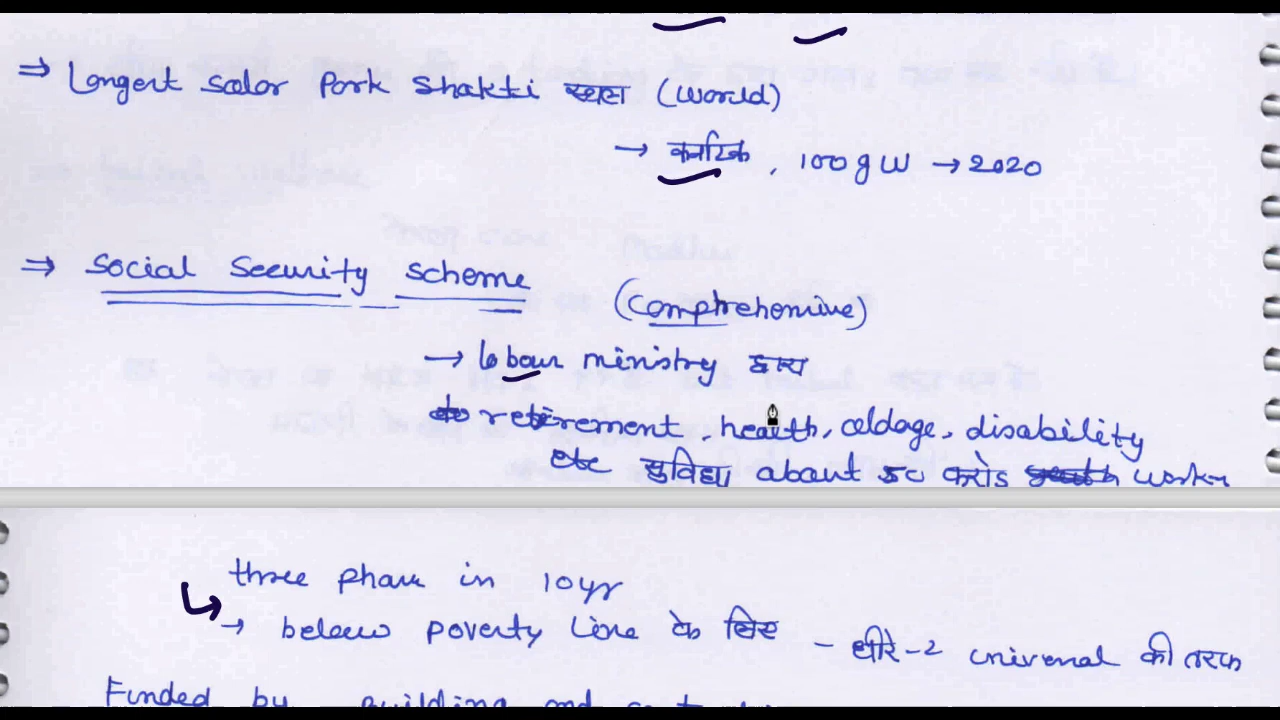 ⇒ Longest Solar Park Shakti स्थल (World)
→ कर्नाटक, 100 gW → 2020
⇒ Social Security Scheme (Comprehensive)
→ labour ministry द्वारा
retirement, health, oldage, disability
etc सुविधा about 50 करोड worker
three phase in 10yr
→ below poverty line के लिए - धीरे-2 universal की तरफ
Funded by building and